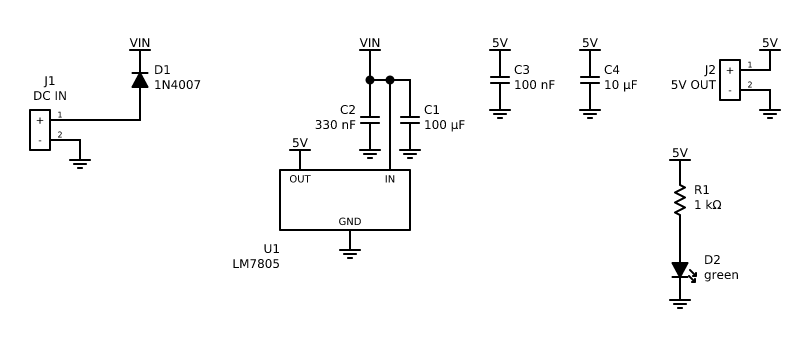 VIN
D1
1N4007
J1
DC IN
+
1
-
2
VIN
C2
330 nF
C1
100 µF
5V
OUT
IN
GND
U1
LM7805
5V
C3
100 nF
5V
C4
10 µF
5V
J2
5V OUT
+
1
-
2
5V
R1
1 kΩ
D2
green